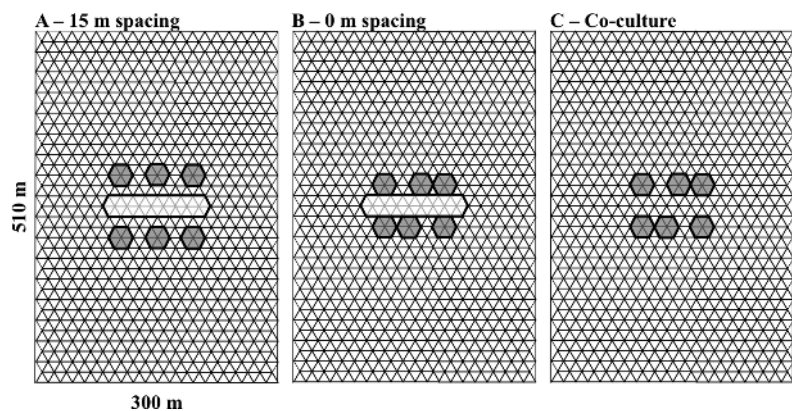 A – 15 m spacing
B – 0 m spacing
C – Co-culture
510 m
300 m